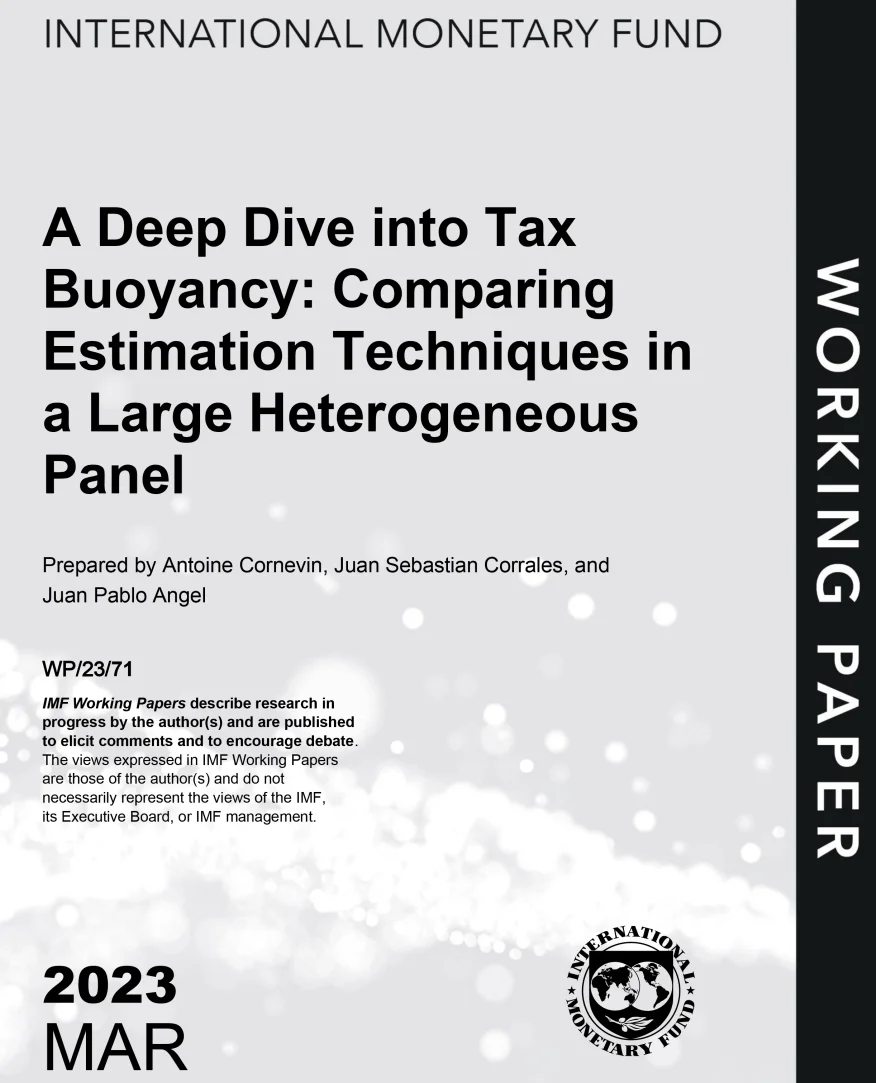 INTERNATIONAL MONETARY FUND
A Deep Dive into Tax
Buoyancy: Comparing
Estimation Techniques in
a Large Heterogeneous
Panel
Prepared by Antoine Cornevin, Juan Sebastian Corrales, and
Juan Pablo Angel
WP/23/71
IMF Working Papers describe research in
progress by the author(s) and are published
to elicit comments and to encourage debate.
The views expressed in IMF Working Papers
are those of the author(s) and do not
necessarily represent the views of the IMF,
its Executive Board, or IMF management.
2023
MAR
INTERNATIONAL
MONETARY FUND
WORKING PAPER